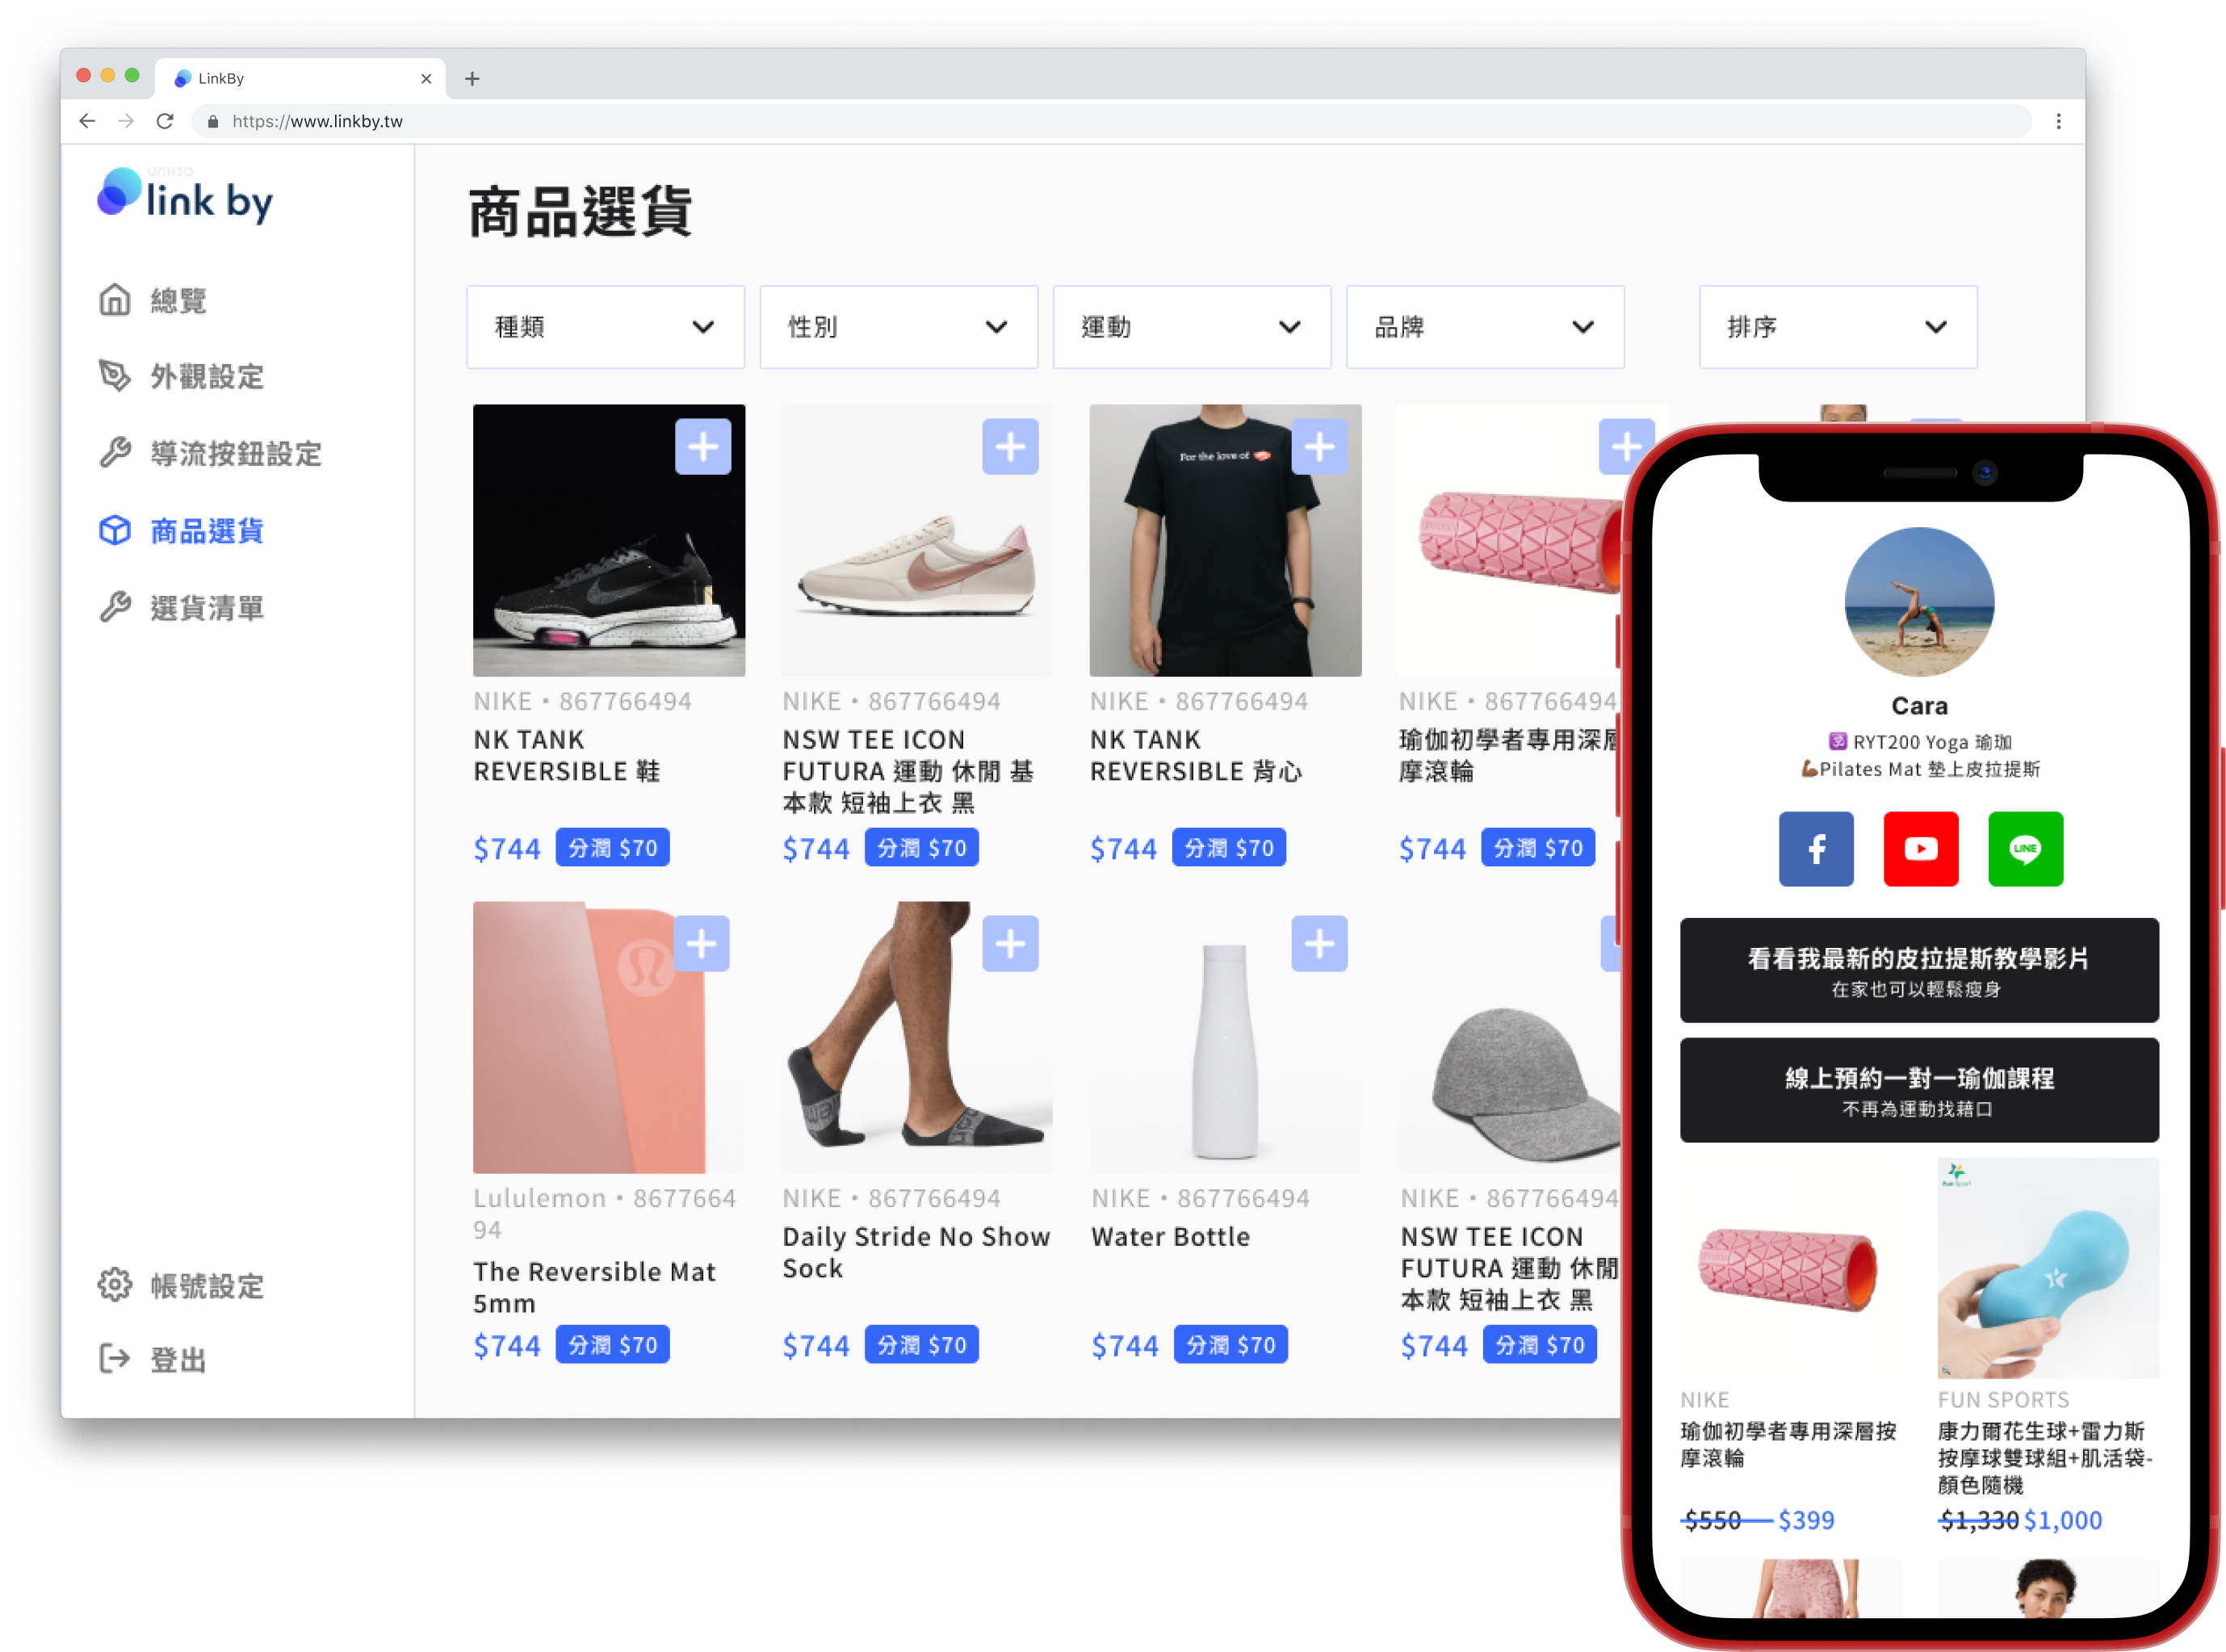 LinkBy
https://www.linkby.tw
link by
總覽
外觀設定
導流按鈕設定
商品選貨
選貨清單
帳號設定
登出
商品選貨
種類
性別
運動
品牌
排序
For the love of
NIKE・867766494
NK TANK
REVERSIBLE 鞋
$744 分潤 $70
NIKE・867766494
NSW TEE ICON
FUTURA 運動 休閒 基
本款 短袖上衣 黑
$744 分潤 $70
NIKE・867766494
NK TANK
REVERSIBLE 背心
$744 分潤 $70
NIKE・867766494
瑜伽初學者專用深層
摩滾輪
$744 分潤 $70
Lululemon・8677664
94
The Reversible Mat
5mm
$744 分潤 $70
NIKE・867766494
Daily Stride No Show
Sock
$744 分潤 $70
NIKE・867766494
Water Bottle
$744 分潤 $70
NIKE・867766494
NSW TEE ICON
FUTURA 運動 休閒
本款 短袖上衣 黑
$744 分潤 $70
Cara
🕉 RYT200 Yoga 瑜珈
💪🏾Pilates Mat 墊上皮拉提斯
LINE
看看我最新的皮拉提斯教學影片
在家也可以輕鬆瘦身
線上預約一對一瑜伽課程
不再為運動找藉口
Fun Sport
NIKE
瑜伽初學者專用深層按
摩滾輪
$550 $399
FUN SPORTS
康力爾花生球+雷力斯
按摩球雙球組+肌活袋-
顏色隨機
$1,330 $1,000